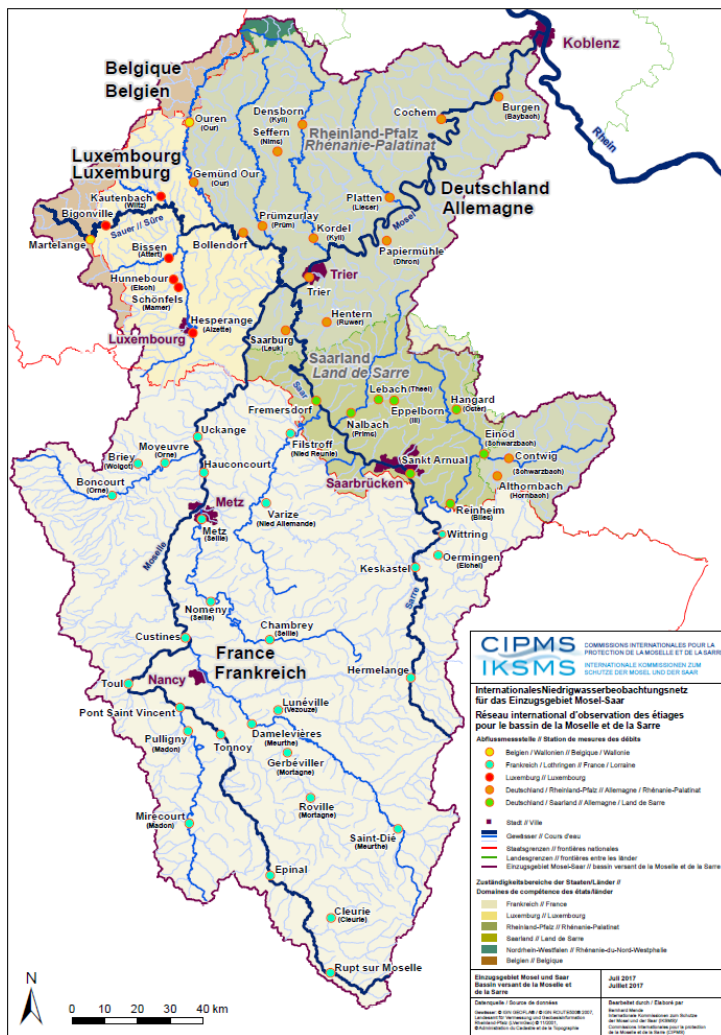 Koblenz
Belgique
Belgien
Burgen
(Baybach)
Cochem
Ouren
(Our)
Densborn
(Kyll)
Seffern
(Nims)
Rheinland-Pfalz
Rhénanie-Palatinat
Rhein
Luxembourg
Luxemburg
Gemünd Our
(Our)
Deutschland
Allemagne
Kautenbach
(Wiltz)
Platten
(Lieser)
Bigonville
Prümzurlay
(Prüm)
Mosel
Sauer // Sûre
Kordel
(Kyll)
Martelange
Bollendorf
Papiermühle
(Dhron)
Bissen
(Attert)
Trier
Hunnebour
(Eisch)
Trier
Schönfels
(Mamer)
Hentern
(Ruwer)
Hesperange
(Alzette)
Luxembourg
Saarburg
(Leuk)
Saarland
Land de Sarre
Saar
Lebach (Theel)
Hangard
(Oster)
Eppelborn
(Ill)
Fremersdorf
Nalbach
(Prims)
Uckange
Filstroff
(Nied Reunie)
Einöd
(Schwarzbach)
Moyeuvre
(Orne)
Briey
(Woigot)
Sankt Arnual
Contwig
(Schwarzbach)
Hauconcourt
Boncourt
(Orne)
Saarbrücken
Althornbach
(Hornbach)
Metz
Varize
(Nied Allemande)
Reinheim
(Blies)
Metz
(Seille)
Wittring
Moselle
Oermingen
(Eichel)
Keskastel
Sarre
Nomeny
(Seille)
Chambrey
(Seille)
Custines
France
Frankreich
Hermelange
Nancy
Toul
Lunéville
(Vezouze)
Pont Saint Vincent
Damelevières
(Meurthe)
Pulligny
(Madon)
Tonnoy
Gerbéviller
(Mortagne)
Roville
(Mortagne)
Mirecourt
(Madon)
Saint-Dié
(Meurthe)
Epinal
Cleurie
(Cleurie)
Rupt sur Moselle
N
0 10 20 40 km
CIPMS
COMMISSIONS INTERNATIONALES POUR LA
PROTECTION DE LA MOSELLE ET DE LA SARRE
IKSMS
INTERNATIONALE KOMMISSIONEN ZUM
SCHUTZE DER MOSEL UND DER SAAR
InternationalesNiedrigwasserbeobachtungsnetz
für das Einzugsgebiet Mosel-Saar
Réseau international d'observation des étiages
pour le bassin de la Moselle et de la Sarre
Abflussmessstelle // Station de mesures des débits
Belgien / Wallonien // Belgique / Wallonie
Frankreich / Lothringen // France / Lorraine
Luxemburg // Luxembourg
Deutschland / Rheinland-Pfalz // Allemagne / Rhénanie-Palatinat
Deutschland / Saarland // Allemagne / Land de Sarre
Stadt // Ville
Gewässer // Cours d'eau
Staatsgrenzen // frontières nationales
Landesgrenzen // frontières entre les länder
Einzugsgebiet Mosel-Saar // bassin versant de la Moselle et de la Sarre
Zuständigkeitsbereiche der Staaten/Länder //
Domaines de compétence des états/länder
Frankreich // France
Luxemburg // Luxembourg
Rheinland-Pfalz // Rhénanie-Palatinat
Saarland // Land de Sarre
Nordrhein-Westfalen // Rhénanie-du-Nord-Westphalie
Belgien // Belgique
Einzugsgebiet Mosel und Saar
Bassin versant de la Moselle et
de la Sarre
Juli 2017
Juillet 2017
Datenquelle / Source de données
Bearbeitet durch / Elaboré par